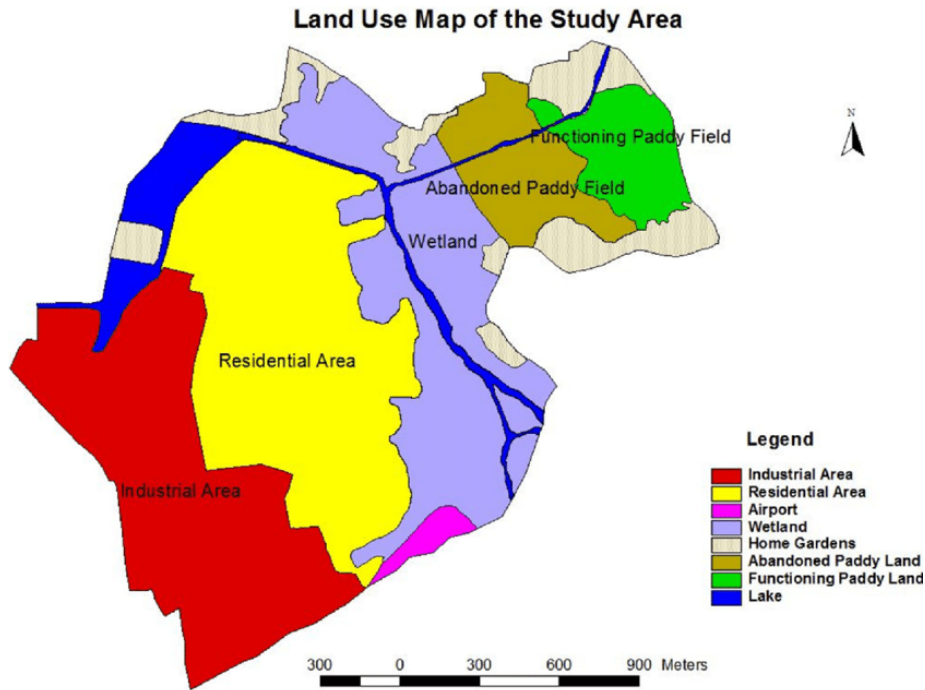 Land Use Map of the Study Area
N
Functioning Paddy Field
Abandoned Paddy Field
Wetland
Residential Area
Industrial Area
Legend
Industrial Area
Residential Area
Airport
Wetland
Home Gardens
Abandoned Paddy Land
Functioning Paddy Land
Lake
300 0 300 600 900 Meters